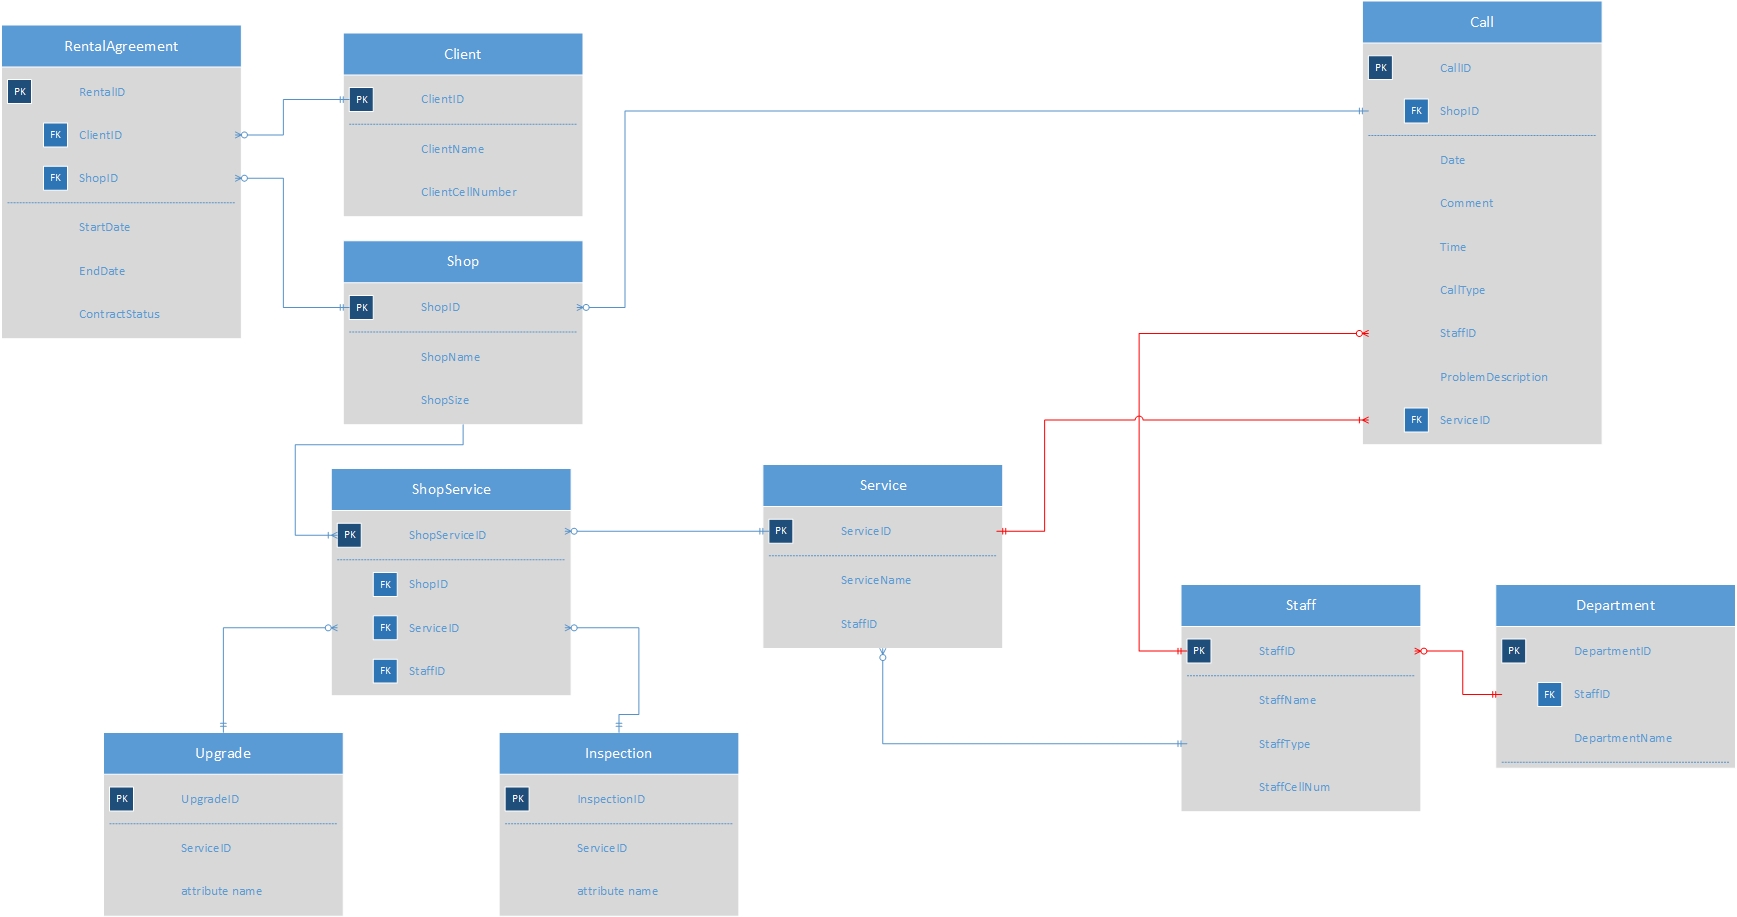 RentalAgreement
PK RentalID
FK ClientID
FK ShopID
StartDate
EndDate
ContractStatus
Client
PK ClientID
ClientName
ClientCellNumber
Shop
PK ShopID
ShopName
ShopSize
Call
PK CallID
FK ShopID
Date
Comment
Time
CallType
StaffID
ProblemDescription
FK ServiceID
ShopService
PK ShopServiceID
FK ShopID
FK ServiceID
FK StaffID
Service
PK ServiceID
ServiceName
StaffID
Staff
PK StaffID
StaffName
StaffType
StaffCellNum
Department
PK DepartmentID
FK StaffID
DepartmentName
Upgrade
PK UpgradeID
ServiceID
attribute name
Inspection
PK InspectionID
ServiceID
attribute name